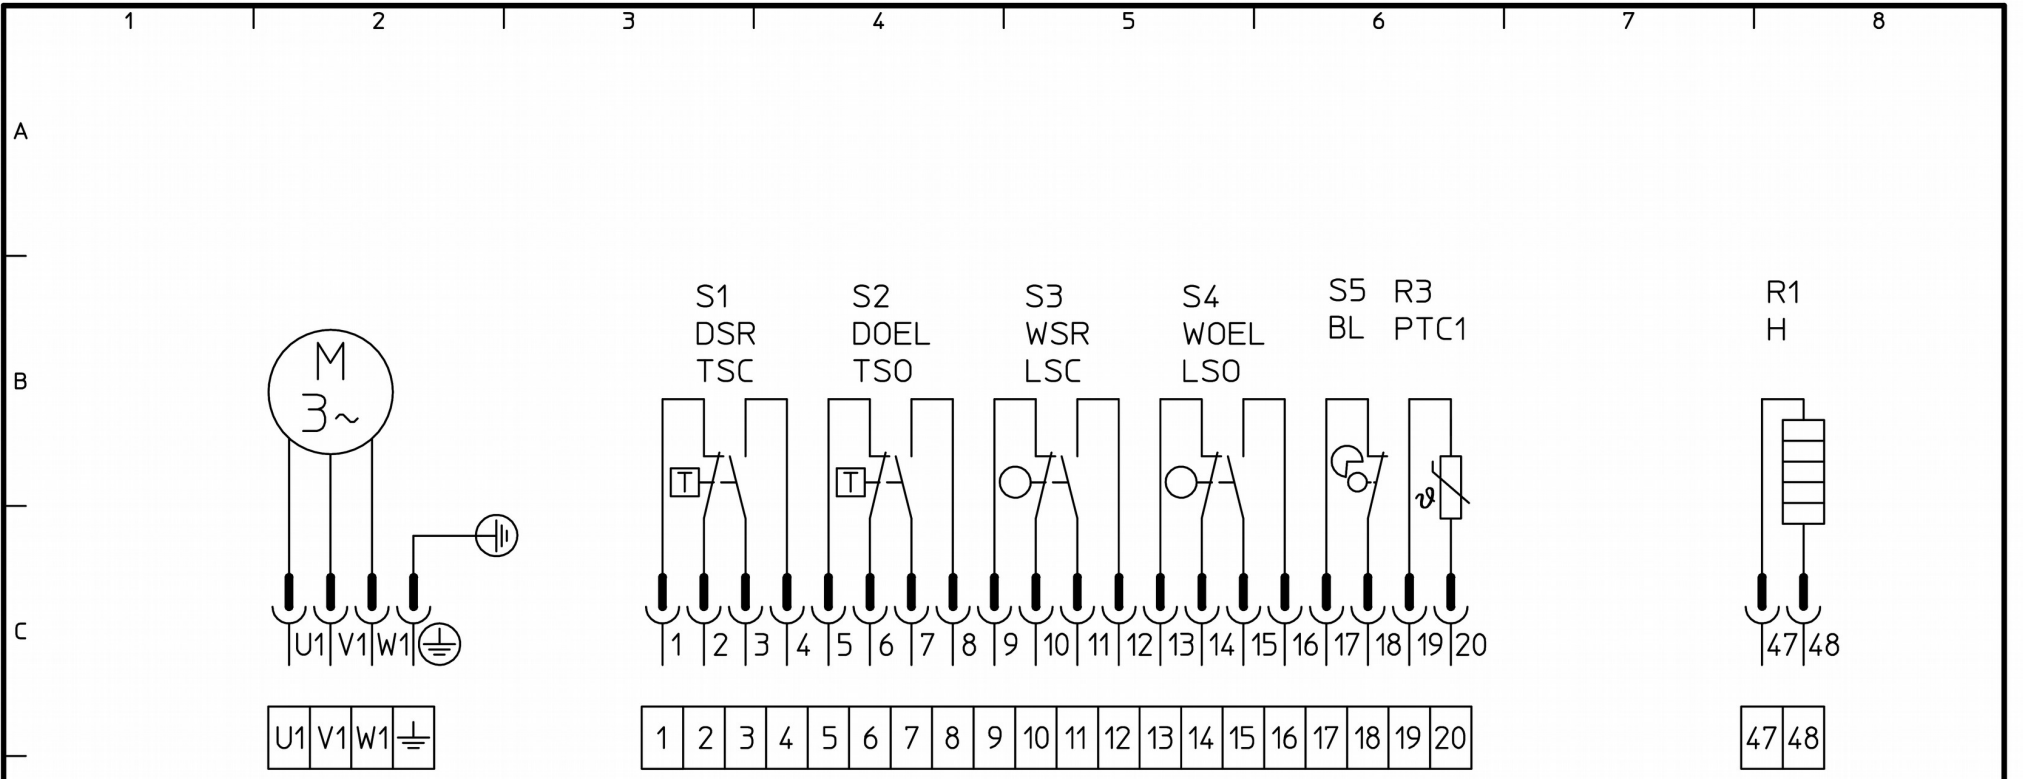 1 2 3 4 5 6 7 8
A
S1 S2 S3 S4 S5 R3 R1
DSR DOEL WSR WOEL BL PTC1 H
TSC TSO LSC LSO
B
M
3~
T T ϑ
C
U1 V1 W1 1 2 3 4 5 6 7 8 9 10 11 12 13 14 15 16 17 18 19 20 47 48
U1 V1 W1 1 2 3 4 5 6 7 8 9 10 11 12 13 14 15 16 17 18 19 20 47 48